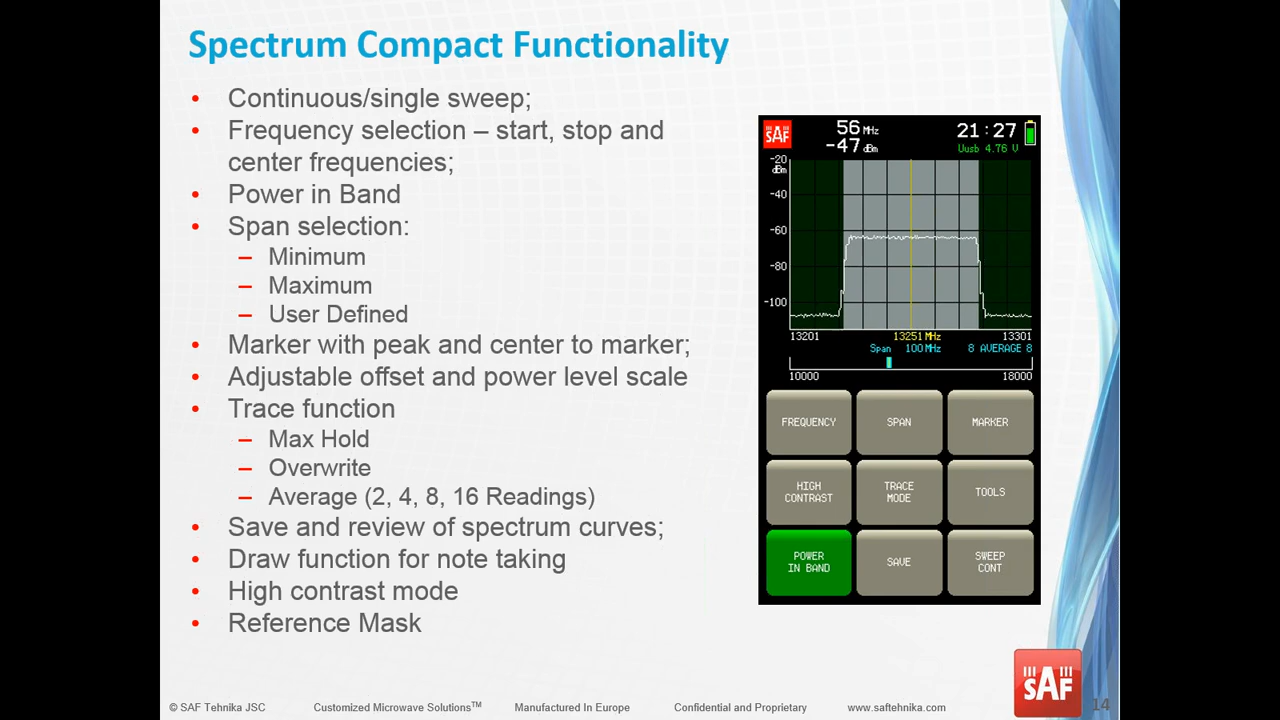 Spectrum Compact Functionality
• Continuous/single sweep;
• Frequency selection – start, stop and
center frequencies;
• Power in Band
• Span selection:
– Minimum
– Maximum
– User Defined
• Marker with peak and center to marker;
• Adjustable offset and power level scale
• Trace function
– Max Hold
– Overwrite
– Average (2, 4, 8, 16 Readings)
• Save and review of spectrum curves;
• Draw function for note taking
• High contrast mode
• Reference Mask
SAF
56 MHz
-47 dBm
21:27
Uusb 4.76 V
-20
dBm
-40
-60
-80
-100
13201 13251 MHz 13301
Span 100 MHz 8 AVERAGE 8
10000 18000
FREQUENCY
SPAN
MARKER
HIGH
CONTRAST
TRACE
MODE
TOOLS
POWER
IN BAND
SAVE
SWEEP
CONT
SAF
© SAF Tehnika JSC Customized Microwave Solutions™ Manufactured In Europe Confidential and Proprietary www.saftehnika.com 14